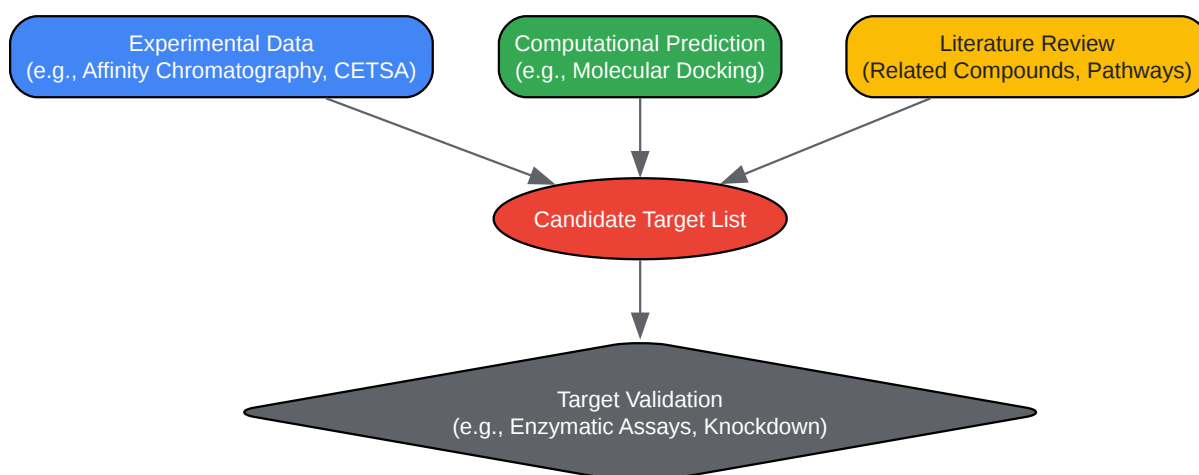 Experimental Data
(e.g., Affinity Chromatography, CETSA)
Computational Prediction
(e.g., Molecular Docking)
Literature Review
(Related Compounds, Pathways)
Candidate Target List
Target Validation
(e.g., Enzymatic Assays, Knockdown)